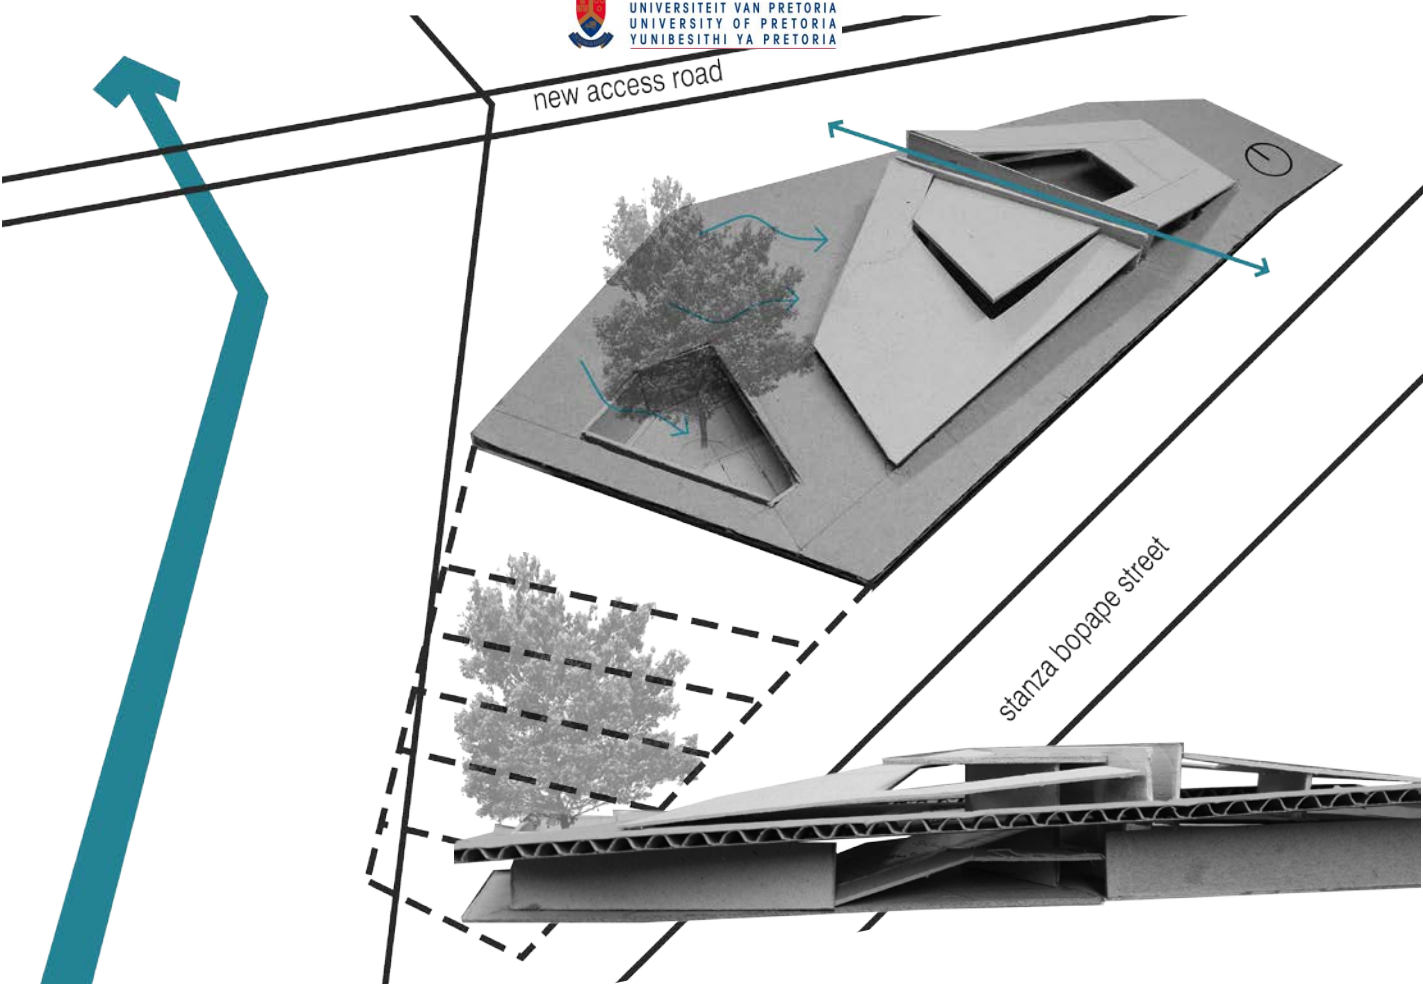 UNIVERSITEIT VAN PRETORIA
UNIVERSITY OF PRETORIA
YUNIBESITHI YA PRETORIA
new access road
stanza bopape street